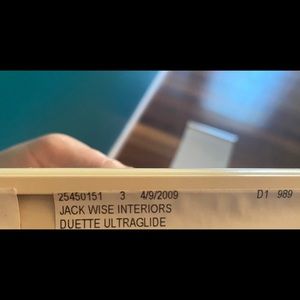 25450151 3 4/9/2009 D1 989
JACK WISE INTERIORS
DUETTE ULTRAGLIDE